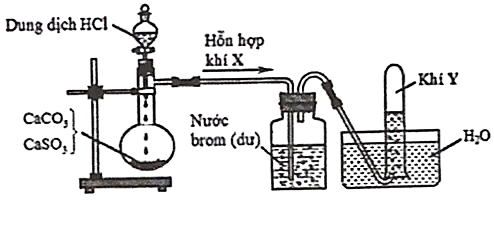 Dung dịch HCl
Hỗn hợp
khí X
Khí Y
CaCO3
CaSO3
Nước
brom (dư)
H2O